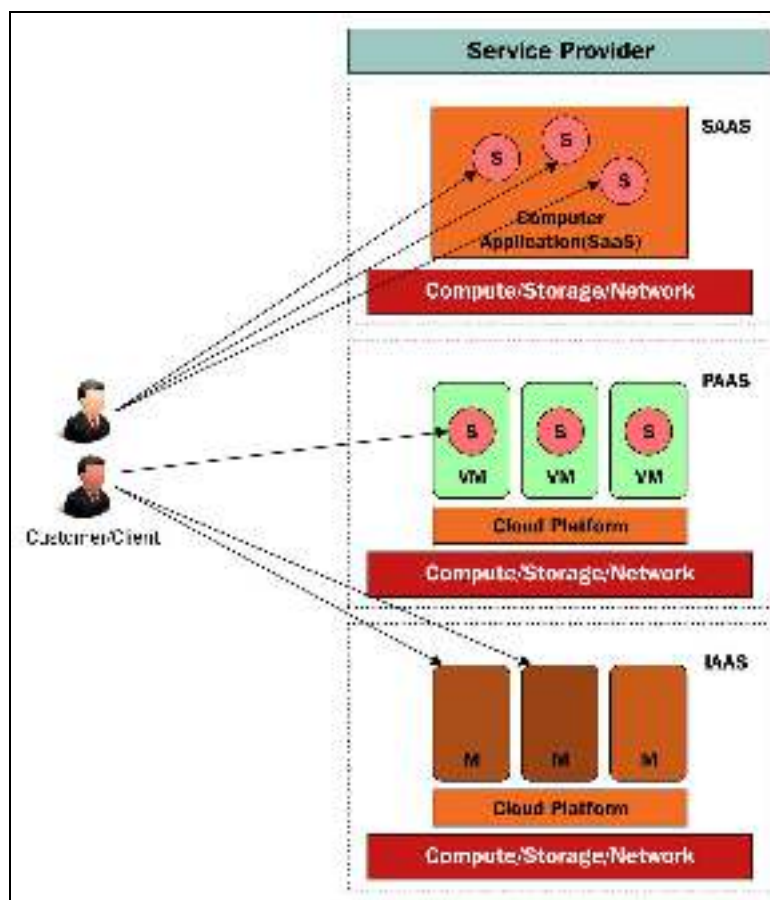 Service Provider
SAAS
S
S
S
Computer
Application(SaaS)
Compute/Storage/Network
PAAS
S
S
S
VM
VM
VM
Cloud Platform
Compute/Storage/Network
Customer/Client
IAAS
M
M
M
Cloud Platform
Compute/Storage/Network